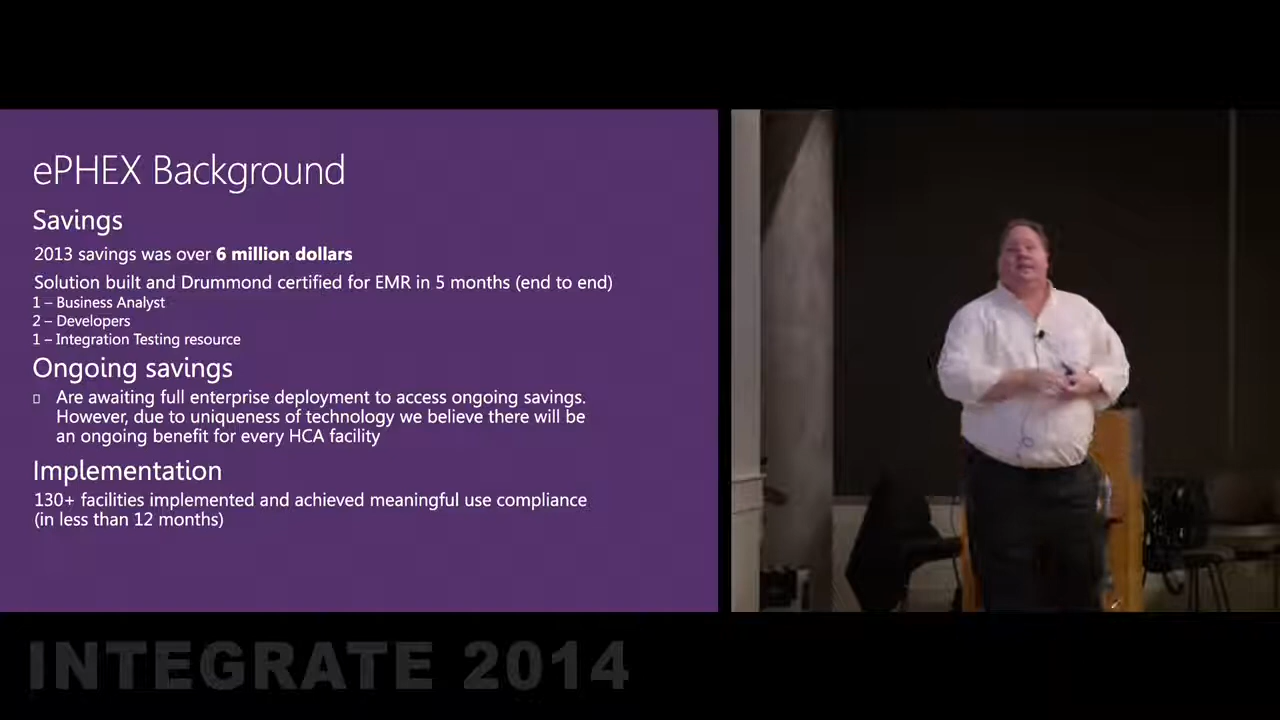 ePHEX Background
Savings
2013 savings was over 6 million dollars
Solution built and Drummond certified for EMR in 5 months (end to end)
1 – Business Analyst
2 – Developers
1 – Integration Testing resource
Ongoing savings
Are awaiting full enterprise deployment to access ongoing savings.
However, due to uniqueness of technology we believe there will be
an ongoing benefit for every HCA facility
Implementation
130+ facilities implemented and achieved meaningful use compliance
(in less than 12 months)
INTEGRATE 2014